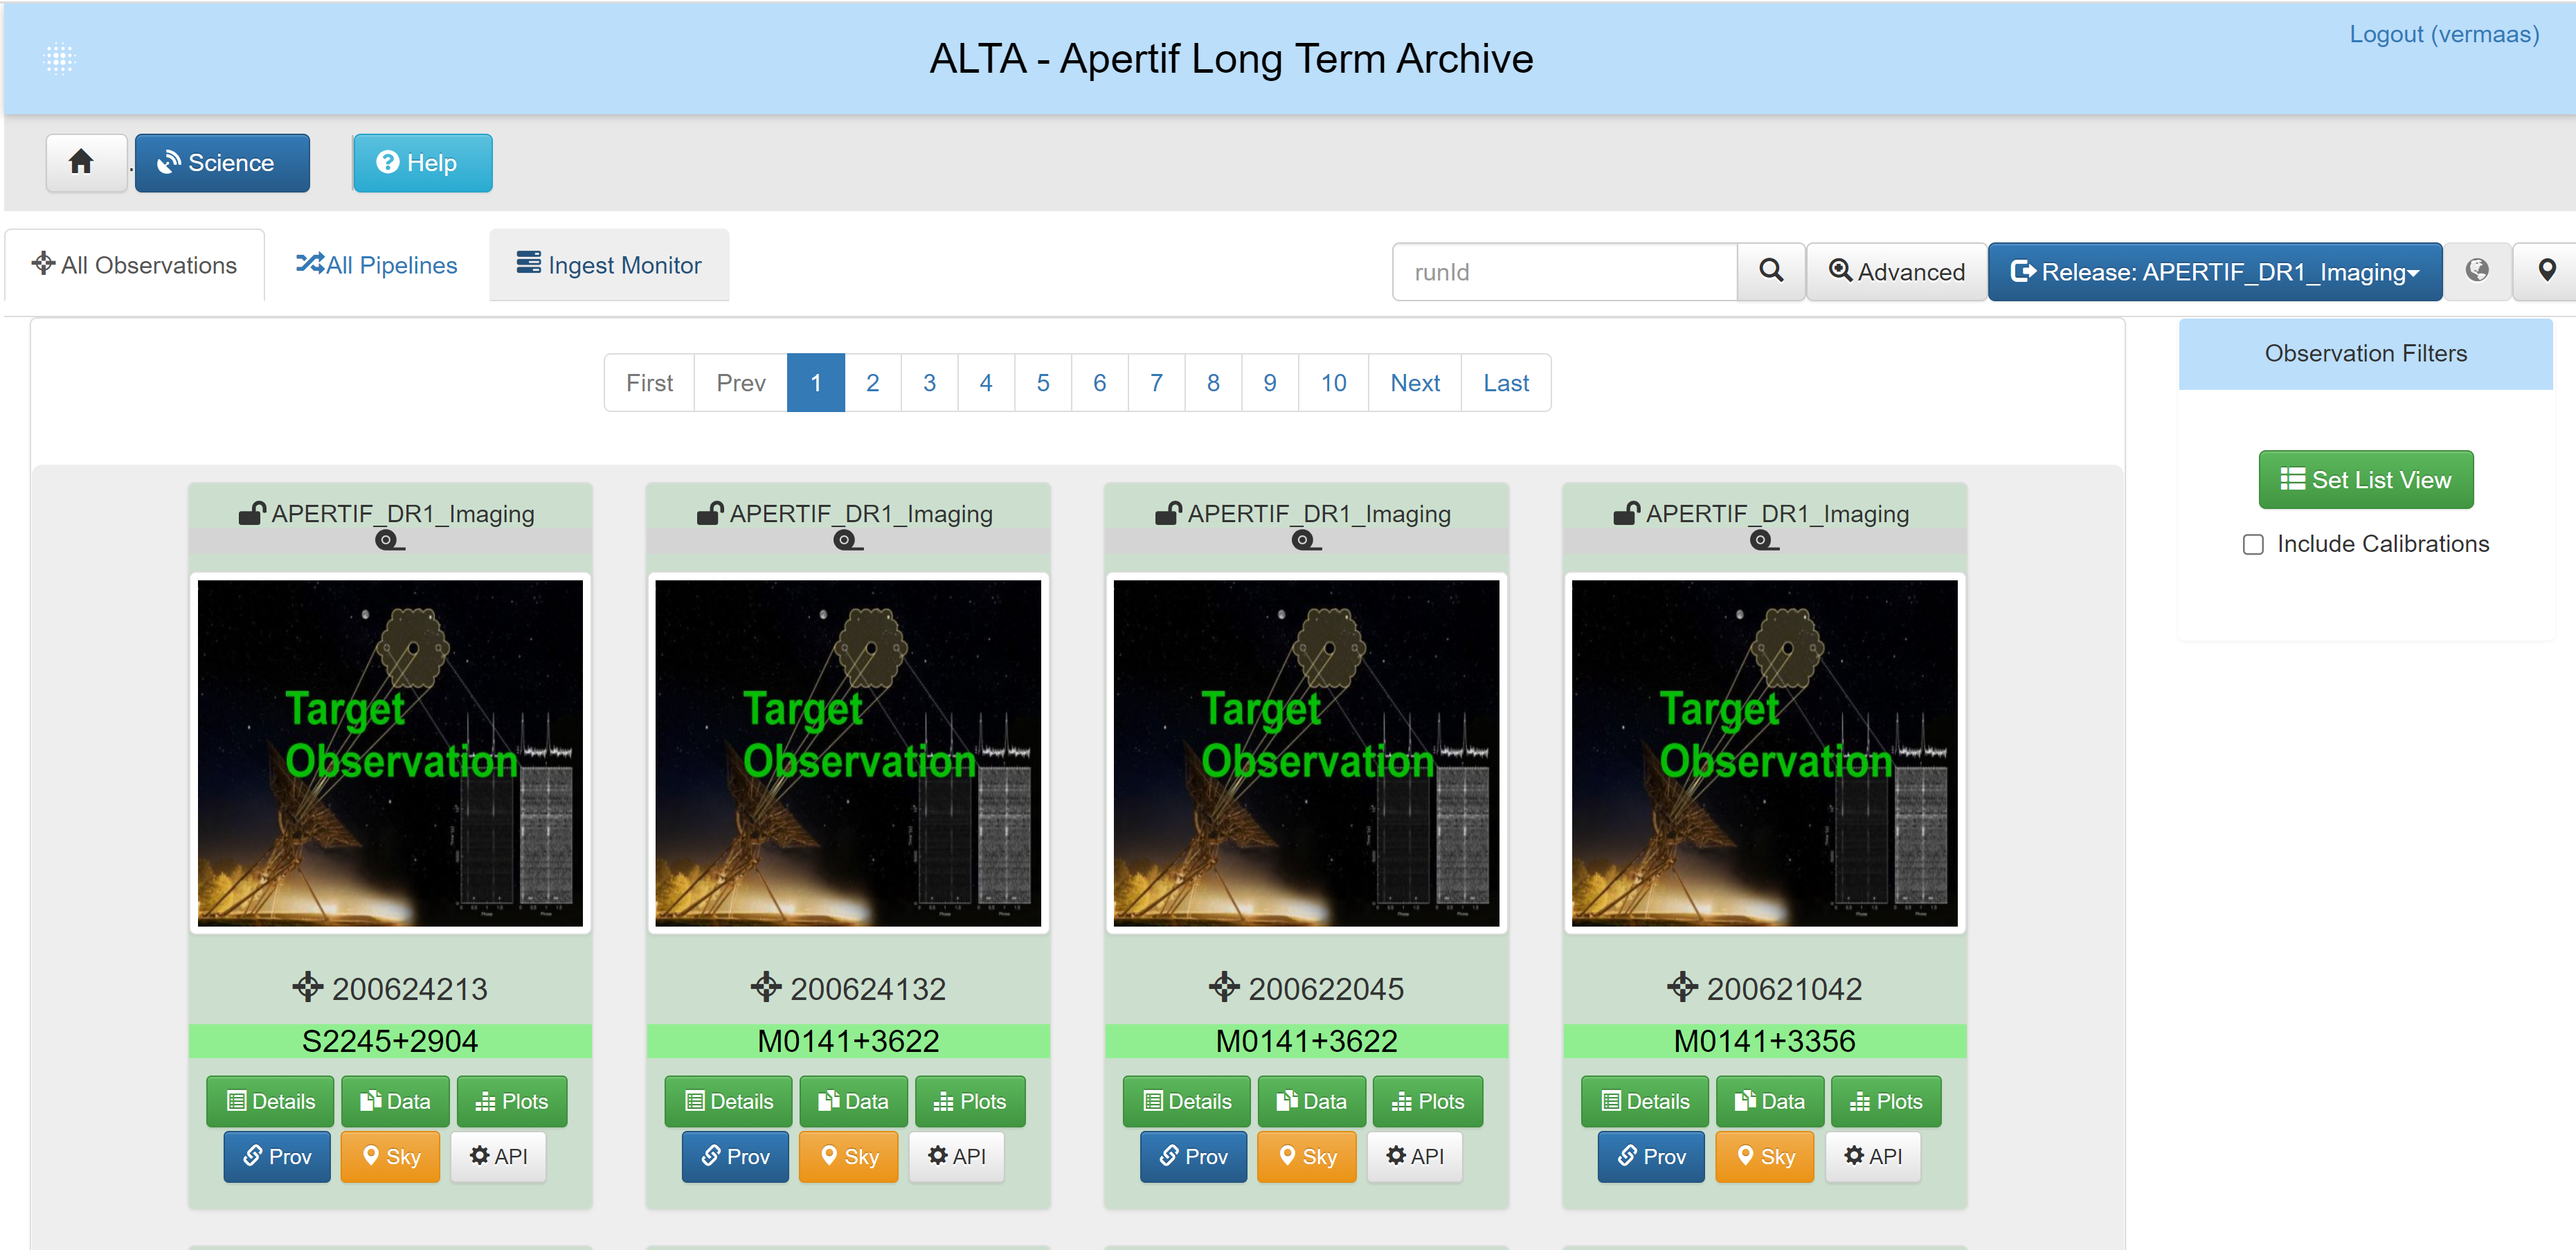 ALTA - Apertif Long Term Archive
Logout (vermaas)
Science
Help
All Observations
All Pipelines
Ingest Monitor
runId
Advanced
Release: APERTIF_DR1_Imaging
First Prev 1 2 3 4 5 6 7 8 9 10 Next Last
Observation Filters
Set List View
Include Calibrations
APERTIF_DR1_Imaging
Target
Observation
200624213
S2245+2904
Details Data Plots
Prov Sky API
APERTIF_DR1_Imaging
Target
Observation
200624132
M0141+3622
Details Data Plots
Prov Sky API
APERTIF_DR1_Imaging
Target
Observation
200622045
M0141+3622
Details Data Plots
Prov Sky API
APERTIF_DR1_Imaging
Target
Observation
200621042
M0141+3356
Details Data Plots
Prov Sky API